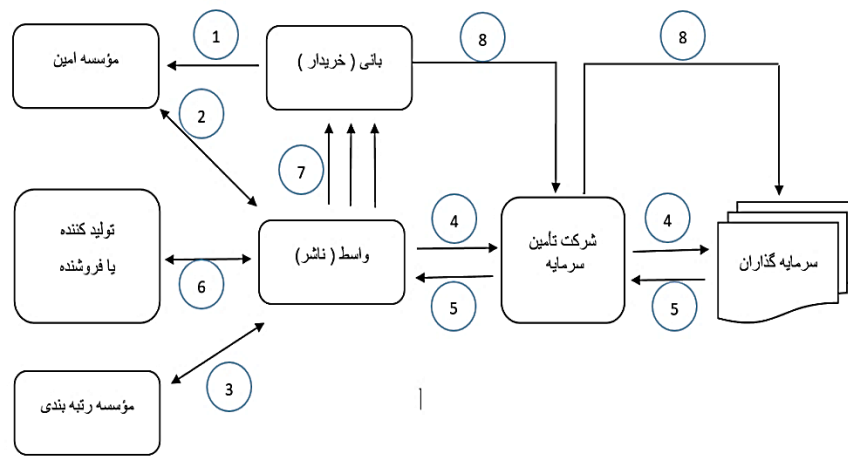 مؤسسه امین
1
بانی ( خریدار )
8
8
2
7
تولید کننده
یا فروشنده
6
واسط ( ناشر)
4
5
شرکت تأمین
سرمایه
4
5
سرمایه گذاران
3
مؤسسه رتبه بندی
أ